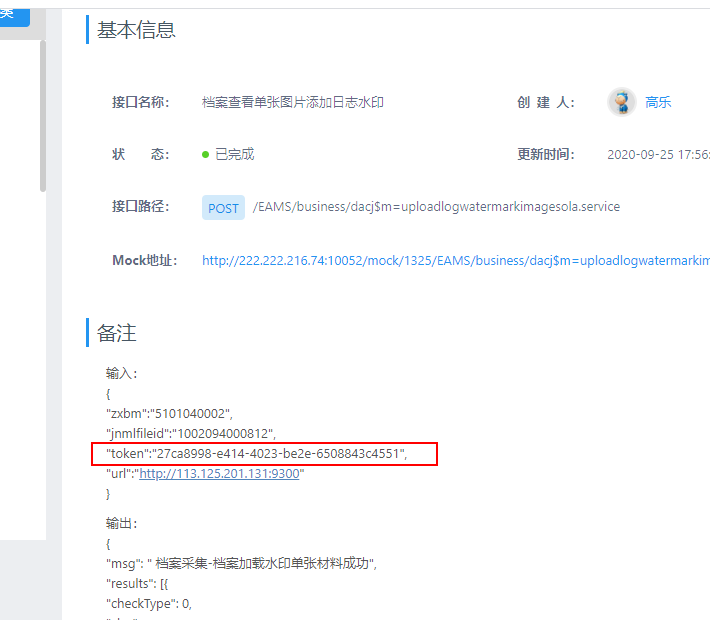 类
基本信息
接口名称： 档案查看单张图片添加日志水印 创 建 人： 高乐
状 态： 已完成 更新时间： 2020-09-25 17:56:
接口路径： POST /EAMS/business/dacj$m=uploadlogwatermarkimagesola.service
Mock地址： http://222.222.216.74:10052/mock/1325/EAMS/business/dacj$m=uploadlogwatermarkim
备注
输入：
{
"zxbm":"5101040002",
"jnmlfileid":"1002094000812",
"token":"27ca8998-e414-4023-be2e-6508843c4551",
"url":"http://113.125.201.131:9300"
}
输出：
{
"msg": " 档案采集-档案加载水印单张材料成功",
"results": [{
"checkType": 0,